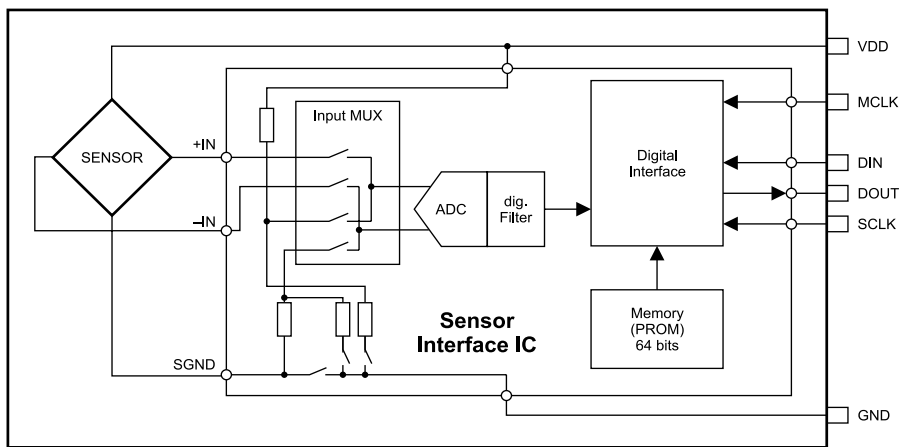 VDD
MCLK
Input MUX
+IN
SENSOR
Digital
Interface
DIN
DOUT
ADC
dig.
Filter
–IN
SCLK
Memory
(PROM)
64 bits
Sensor
Interface IC
SGND
GND